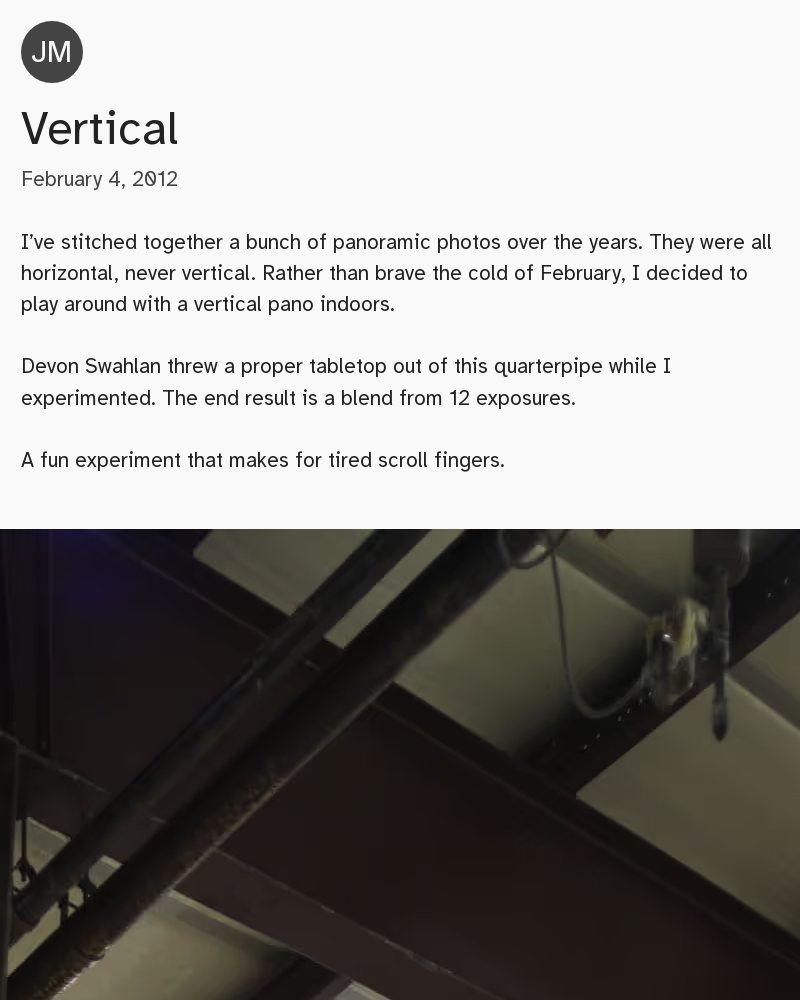 JM
Vertical
February 4, 2012
I’ve stitched together a bunch of panoramic photos over the years. They were all
horizontal, never vertical. Rather than brave the cold of February, I decided to
play around with a vertical pano indoors.
Devon Swahlan threw a proper tabletop out of this quarterpipe while I
experimented. The end result is a blend from 12 exposures.
A fun experiment that makes for tired scroll fingers.